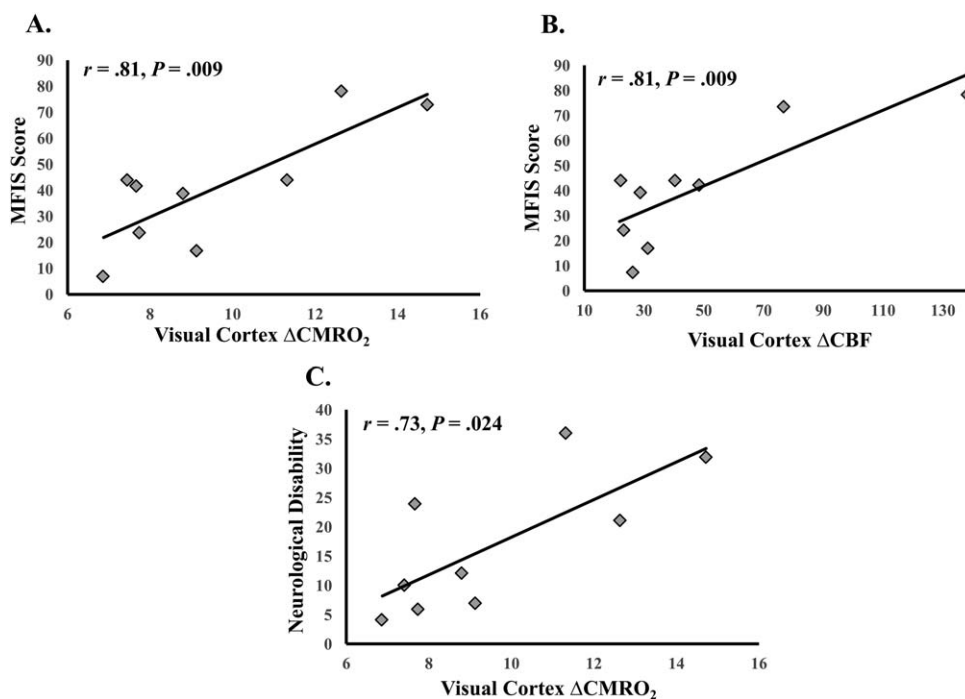 A.
r = .81, P = .009
MFIS Score
90
80
70
60
50
40
30
20
10
0
6 8 10 12 14 16
Visual Cortex ΔCMRO₂
B.
r = .81, P = .009
MFIS Score
90
80
70
60
50
40
30
20
10
0
10 30 50 70 90 110 130
Visual Cortex ΔCBF
C.
r = .73, P = .024
Neurological Disability
40
35
30
25
20
15
10
5
0
6 8 10 12 14 16
Visual Cortex ΔCMRO₂